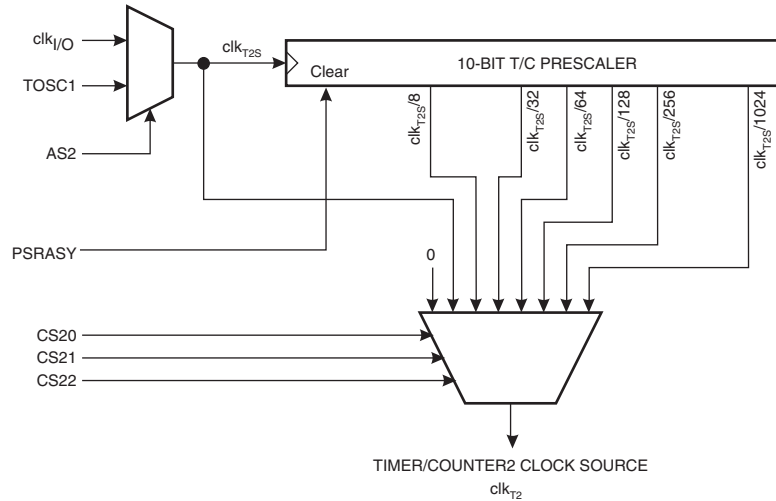 clkI/O
TOSC1
AS2
PSRASY
clkT2S
Clear
10-BIT T/C PRESCALER
clkT2S/8
clkT2S/32
clkT2S/64
clkT2S/128
clkT2S/256
clkT2S/1024
0
CS20
CS21
CS22
TIMER/COUNTER2 CLOCK SOURCE
clkT2